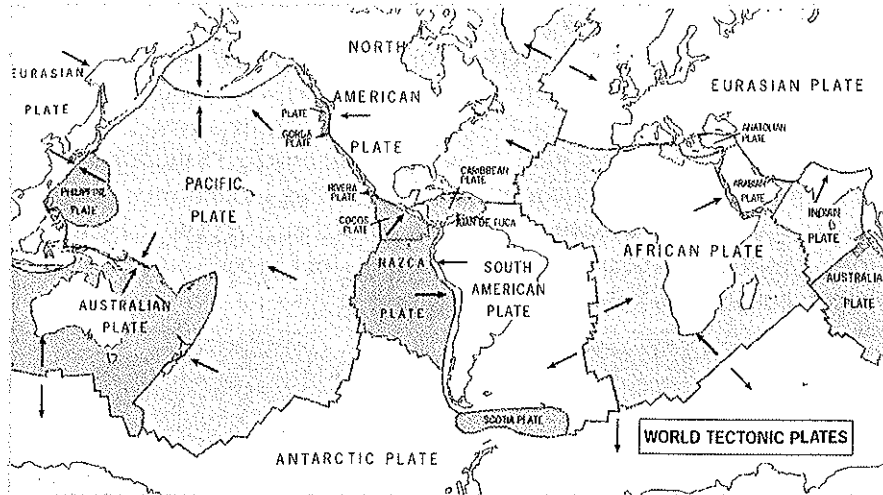 NORTH
AMERICAN
PLATE
EURASIAN
PLATE
EURASIAN PLATE
PLATE
GORDA
PLATE
ANATOLIAN
PLATE
PACIFIC
PLATE
PHILIPPINE
PLATE
RIVERA
PLATE
CARIBBEAN
PLATE
COCOS
PLATE
JUAN DE FUCA
ARABIAN
PLATE
INDIAN
PLATE
AFRICAN PLATE
NAZCA
PLATE
SOUTH
AMERICAN
PLATE
AUSTRALIAN
PLATE
AUSTRALIA
PLATE
SCOTIA PLATE
WORLD TECTONIC PLATES
ANTARCTIC PLATE